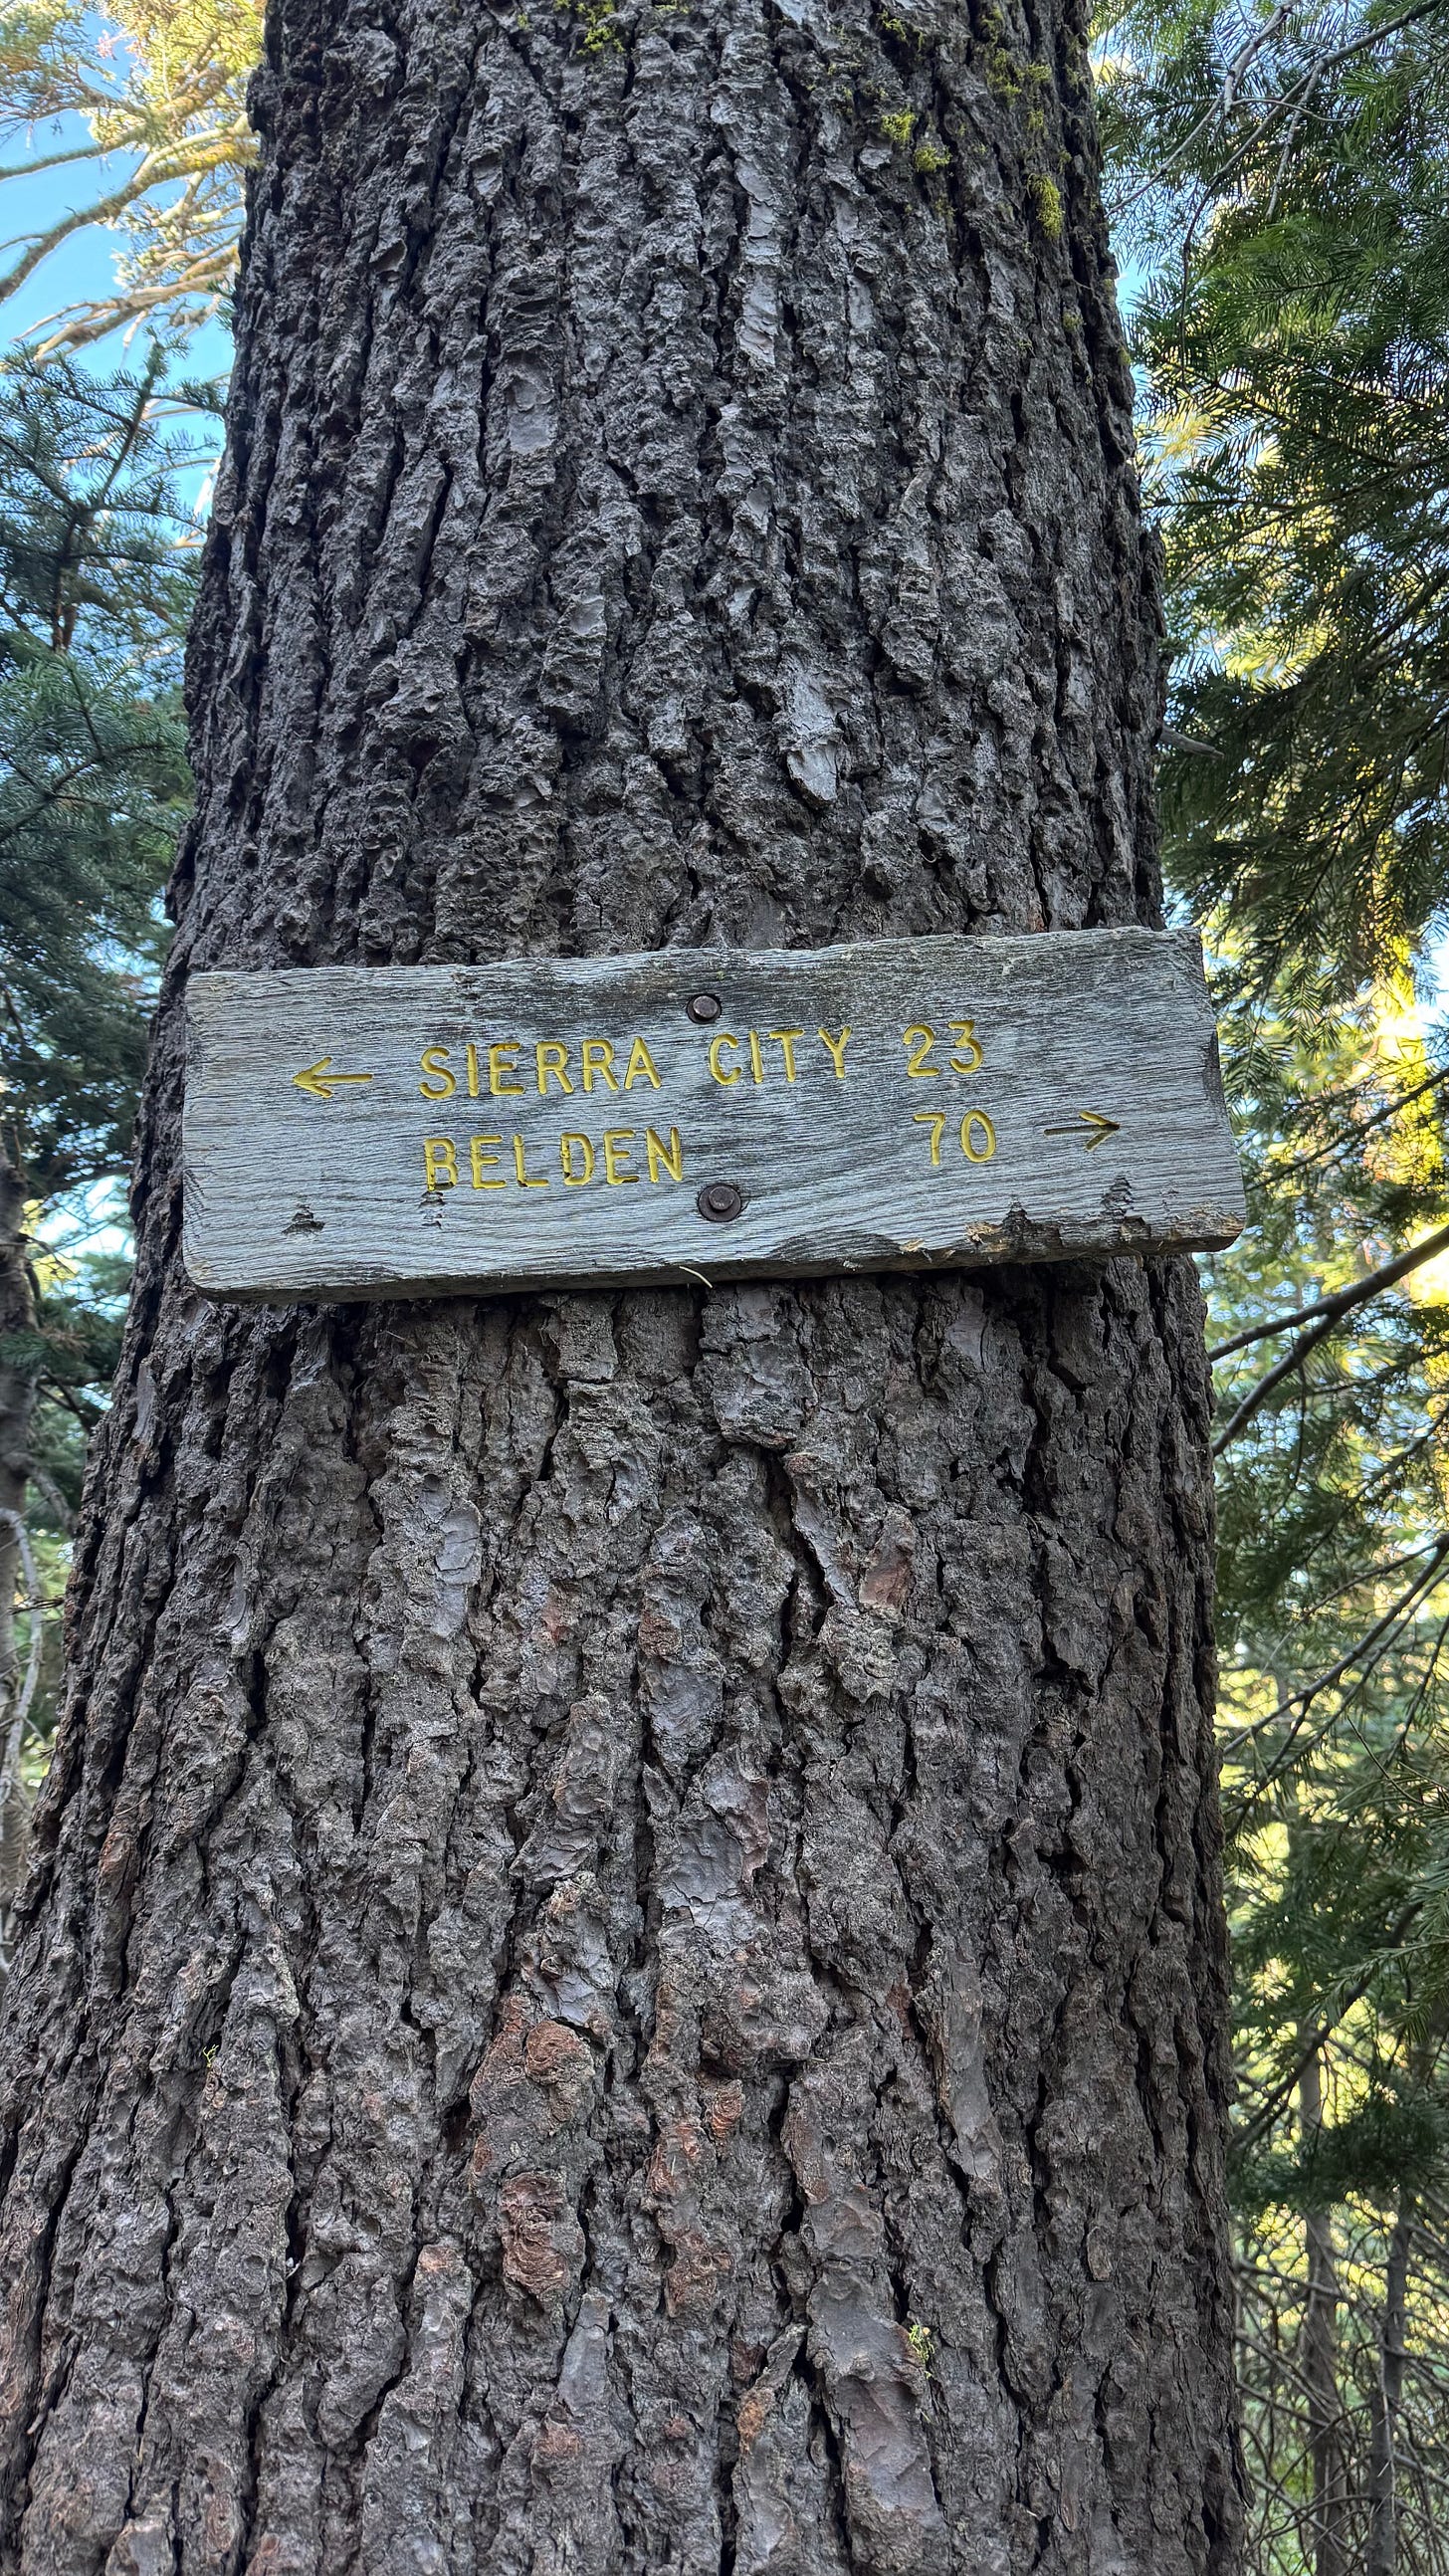 ← SIERRA CITY 23
BELDEN 70 →